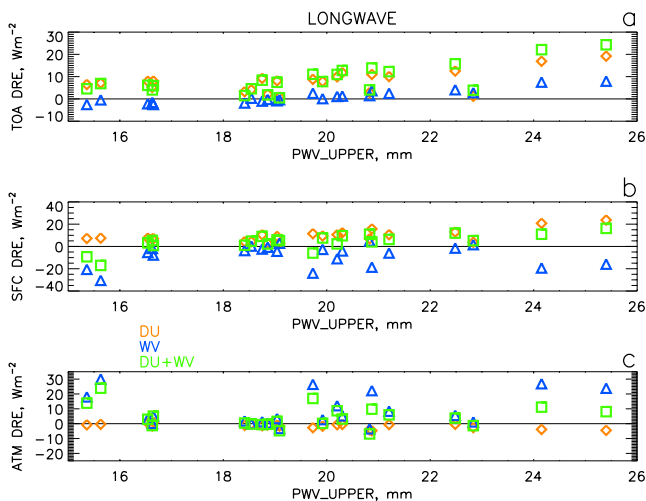 LONGWAVE
a
TOA DRE, Wm-2
30
20
10
0
-10
16 18 20 22 24 26
PWV_UPPER, mm
b
SFC DRE, Wm-2
40
20
0
-20
-40
16 18 20 22 24 26
PWV_UPPER, mm
DU
WV
DU+WV
c
ATM DRE, Wm-2
30
20
10
0
-10
-20
16 18 20 22 24 26
PWV_UPPER, mm